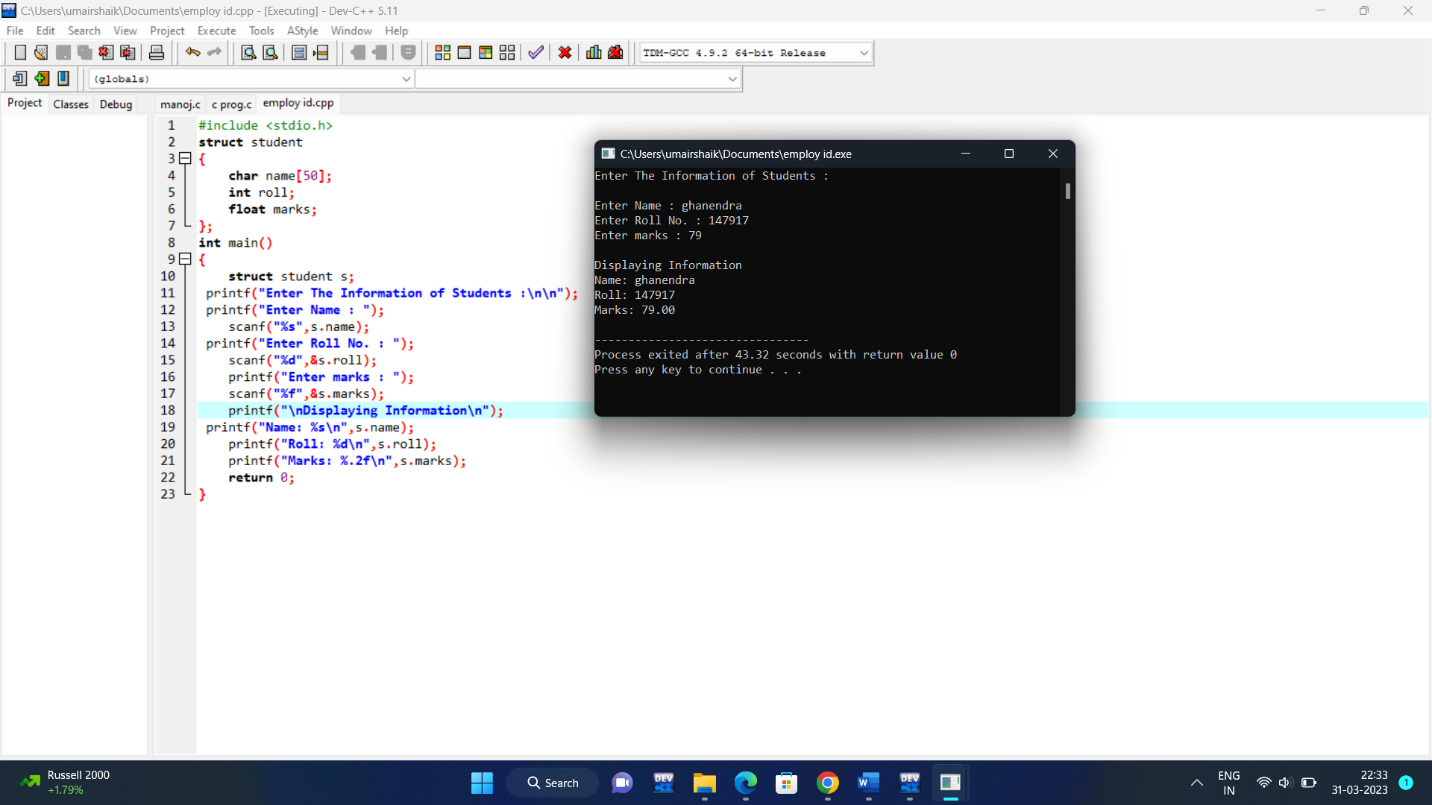 C:\Users\umairshaik\Documents\employ id.cpp - [Executing] - Dev-C++ 5.11
File Edit Search View Project Execute Tools AStyle Window Help
TDM-GCC 4.9.2 64-bit Release
(globals)
Project Classes Debug
manoj.c c prog.c employ id.cpp
1 #include <stdio.h>
2 struct student
3 {
4 char name[50];
5 int roll;
6 float marks;
7 };
8 int main()
9 {
10 struct student s;
11 printf("Enter The Information of Students :\n\n");
12 printf("Enter Name : ");
13 scanf("%s",s.name);
14 printf("Enter Roll No. : ");
15 scanf("%d",&s.roll);
16 printf("Enter marks : ");
17 scanf("%f",&s.marks);
18 printf("\nDisplaying Information\n");
19 printf("Name: %s\n",s.name);
20 printf("Roll: %d\n",s.roll);
21 printf("Marks: %.2f\n",s.marks);
22 return 0;
23 }
C:\Users\umairshaik\Documents\employ id.exe
Enter The Information of Students :
Enter Name : ghanendra
Enter Roll No. : 147917
Enter marks : 79
Displaying Information
Name: ghanendra
Roll: 147917
Marks: 79.00
--------------------------------
Process exited after 43.32 seconds with return value 0
Press any key to continue . . .
Russell 2000
+1.79%
Search
DEV C++
DEV C++
ENG
IN
22:33
31-03-2023
1